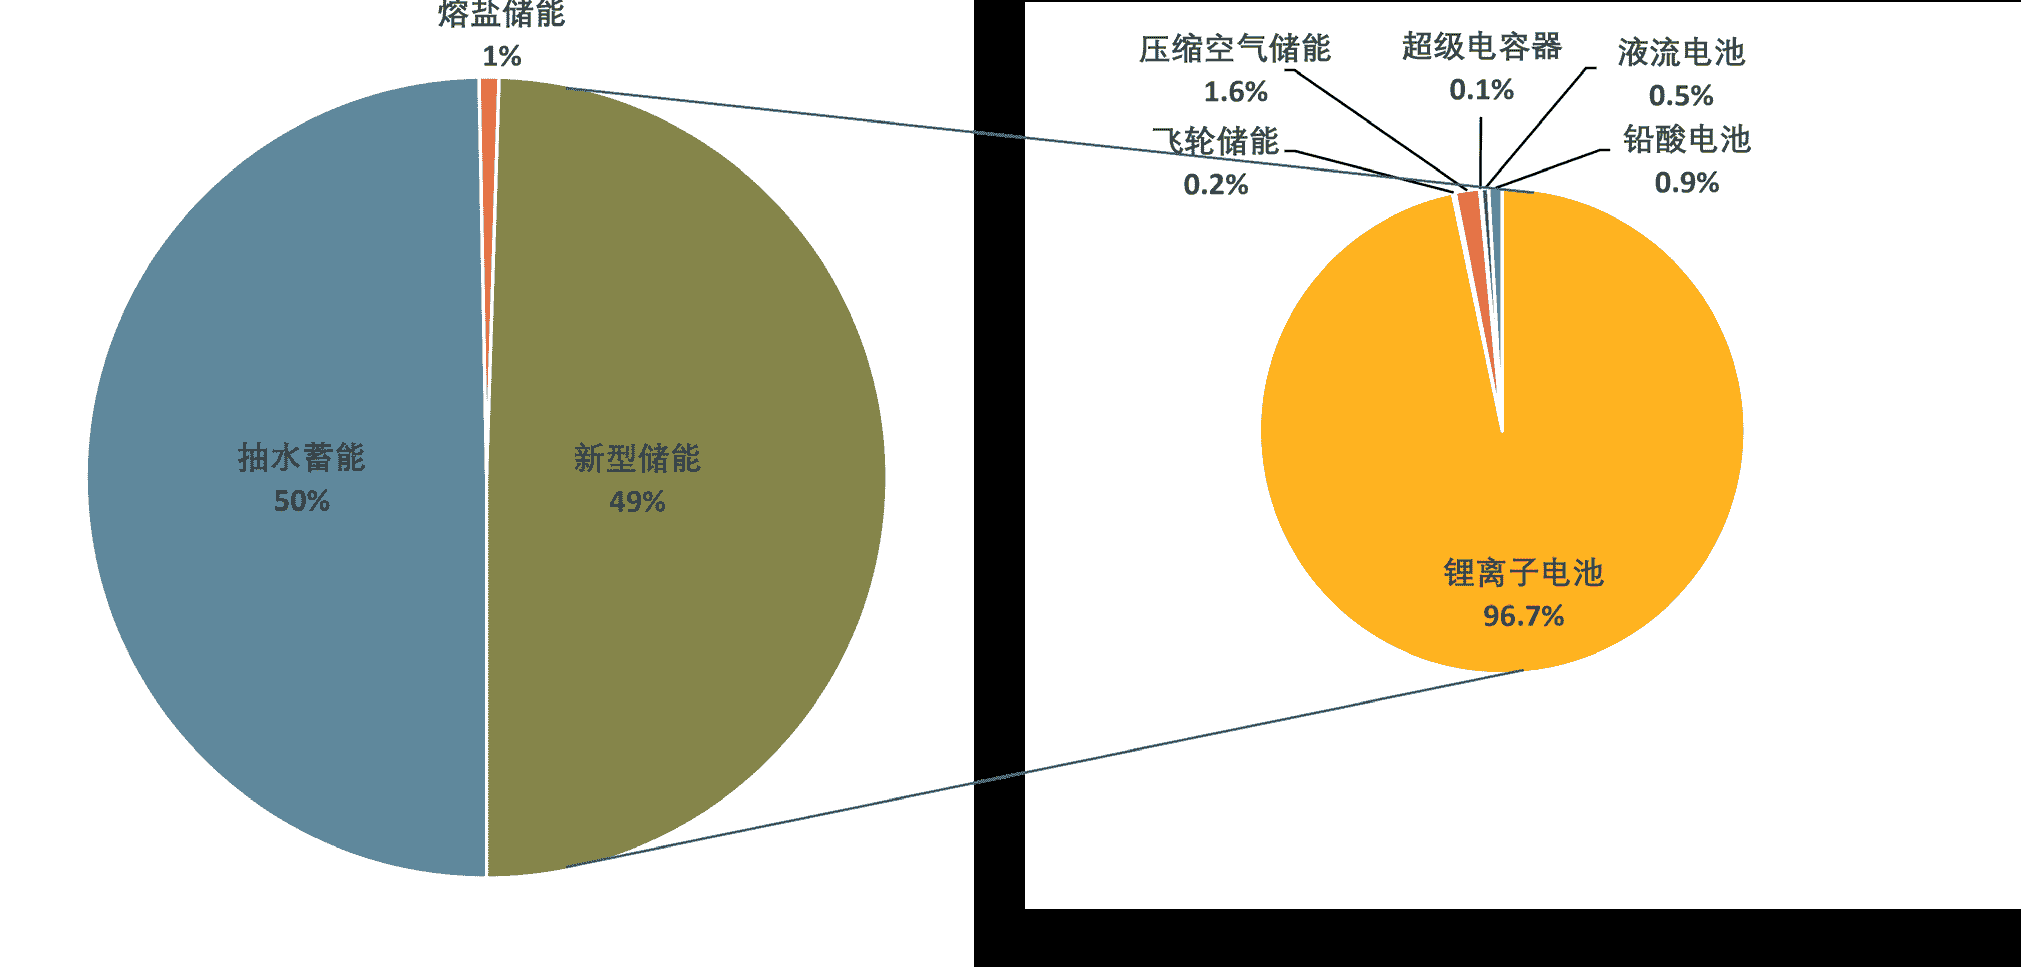 熔盐储能
1%
抽水蓄能
50%
新型储能
49%
压缩空气储能
1.6%
超级电容器
0.1%
液流电池
0.5%
飞轮储能
0.2%
铅酸电池
0.9%
锂离子电池
96.7%